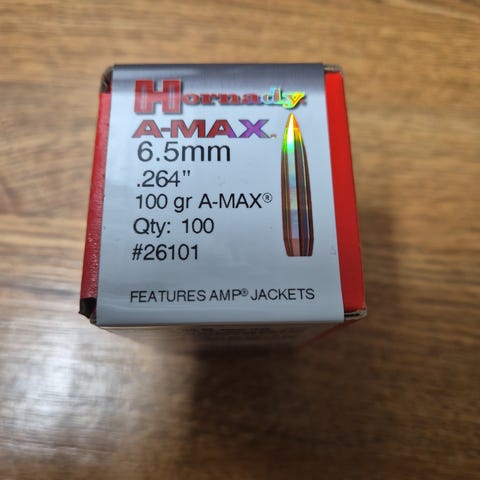 Hornady
A-MAX
6.5mm
.264"
100 gr A-MAX®
Qty: 100
#26101
FEATURES AMP® JACKETS